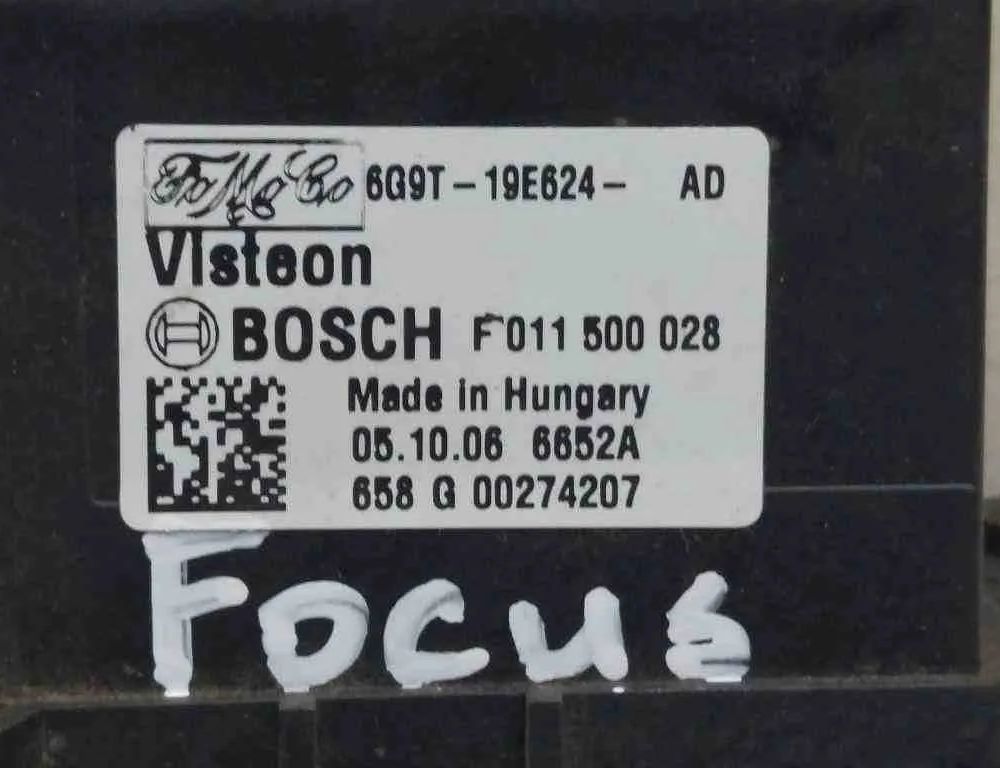 FoMoCo 6G9T-19E624- AD
Visteon
BOSCH F 011 500 028
Made in Hungary
05.10.06 6652A
658 G 00274207
FOCUS